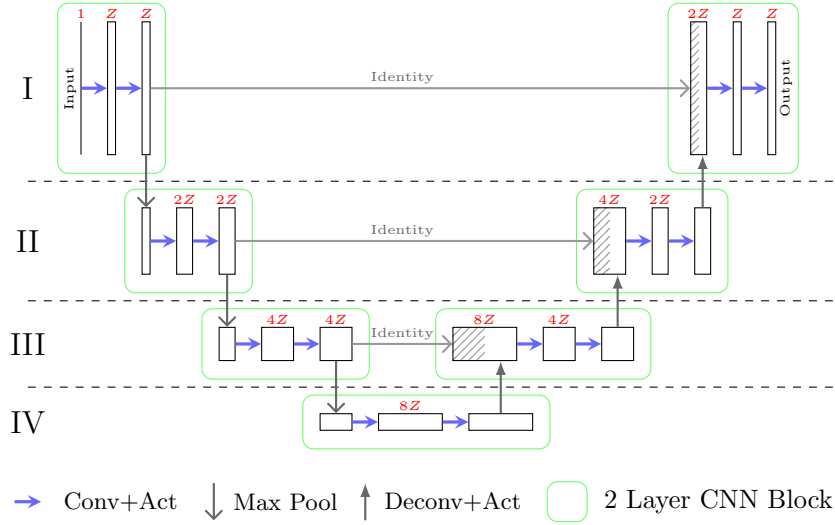 1 Z Z 2Z Z Z
I Input Identity Output
2Z 2Z 4Z 2Z
II Identity
4Z 4Z 8Z 4Z
III Identity
8Z
IV
Conv+Act Max Pool Deconv+Act 2 Layer CNN Block